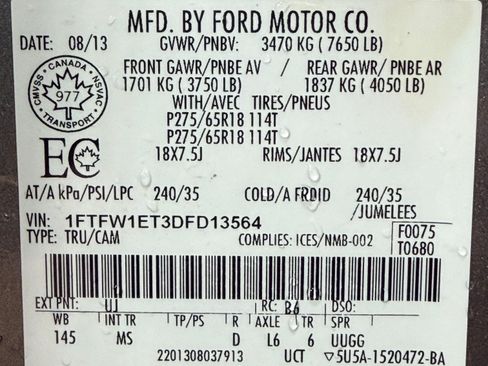 MFD. BY FORD MOTOR CO.
DATE: 08/13 GVWR/PNBV: 3470 KG ( 7650 LB)
FRONT GAWR/PNBE AV / REAR GAWR/ PNBE AR
1701 KG ( 3750 LB) 1837 KG ( 4050 LB)
CANADA
CMVSS NSVAC
977
TRANSPORT
WITH/AVEC TIRES/PNEUS
P275/65R18 114T
P275/65R18 114T
EC 18X7.5J RIMS/JANTES 18X7.5J
AT/A kPa/PSI/LPC 240/35 COLD/A FRDID 240/35
/JUMELEES
VIN: 1FTFW1ET3DFD13564
TYPE: TRU/CAM COMPLIES: ICES/NMB-002
F0075
T0680
EXT PNT: UJ RC: B6 DSO:
WB INT TR TP/PS R AXLE TR SPR
145 MS D L6 6 UUGG
2201308037913 UCT ▽5U5A-1520472-BA